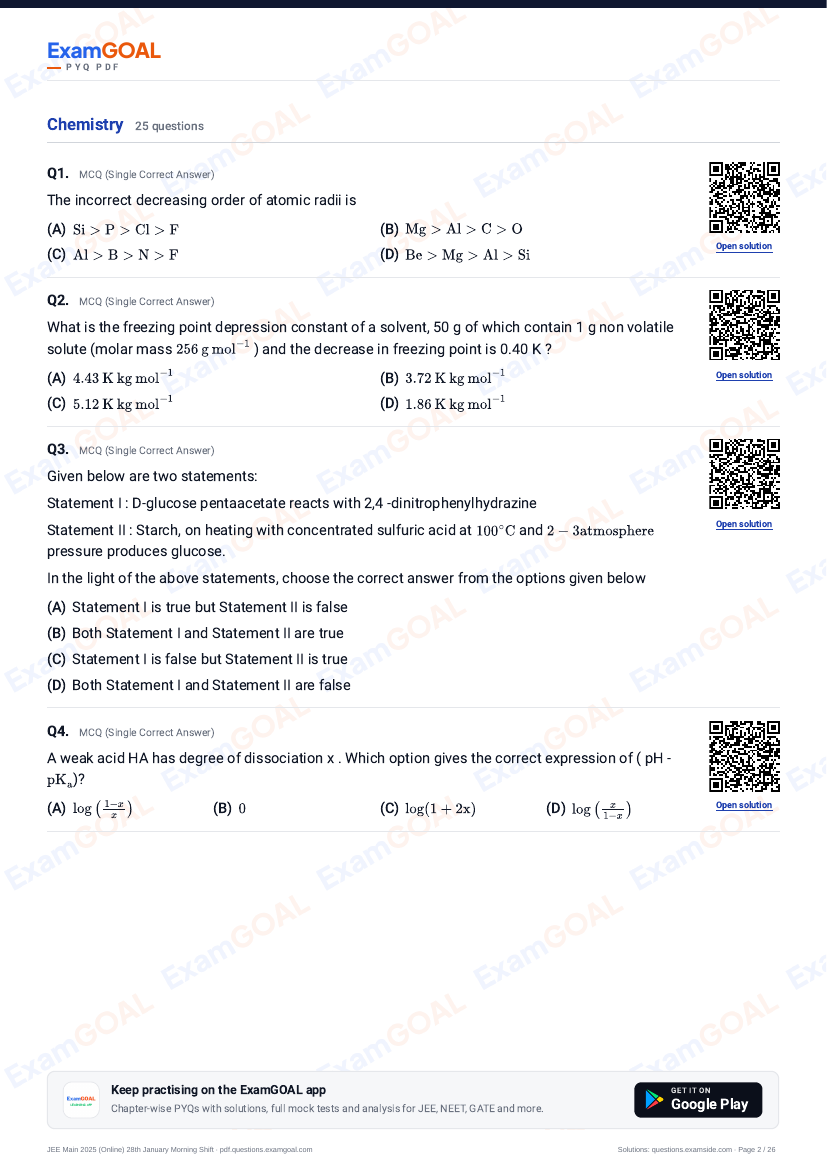 ExamGOAL
PYQ PDF
Chemistry 25 questions
Q1. MCQ (Single Correct Answer)
The incorrect decreasing order of atomic radii is
(A) Si > P > Cl > F (B) Mg > Al > C > O
(C) Al > B > N > F (D) Be > Mg > Al > Si
Open solution
Q2. MCQ (Single Correct Answer)
What is the freezing point depression constant of a solvent, 50 g of which contain 1 g non volatile
solute (molar mass 256 g mol⁻¹ ) and the decrease in freezing point is 0.40 K ?
(A) 4.43 K kg mol⁻¹ (B) 3.72 K kg mol⁻¹
(C) 5.12 K kg mol⁻¹ (D) 1.86 K kg mol⁻¹
Open solution
Q3. MCQ (Single Correct Answer)
Given below are two statements:
Statement I : D-glucose pentaacetate reacts with 2,4 -dinitrophenylhydrazine
Statement II : Starch, on heating with concentrated sulfuric acid at 100°C and 2 − 3atmosphere
pressure produces glucose.
In the light of the above statements, choose the correct answer from the options given below
(A) Statement I is true but Statement II is false
(B) Both Statement I and Statement II are true
(C) Statement I is false but Statement II is true
(D) Both Statement I and Statement II are false
Open solution
Q4. MCQ (Single Correct Answer)
A weak acid HA has degree of dissociation x . Which option gives the correct expression of ( pH -
pKₐ)?
(A) log ((1−x)/x) (B) 0 (C) log(1 + 2x) (D) log (x/(1−x))
Open solution
Keep practising on the ExamGOAL app
Chapter-wise PYQs with solutions, full mock tests and analysis for JEE, NEET, GATE and more.
GET IT ON
Google Play
JEE Main 2025 (Online) 28th January Morning Shift · pdf.questions.examgoal.com
Solutions: questions.examside.com · Page 2 / 26